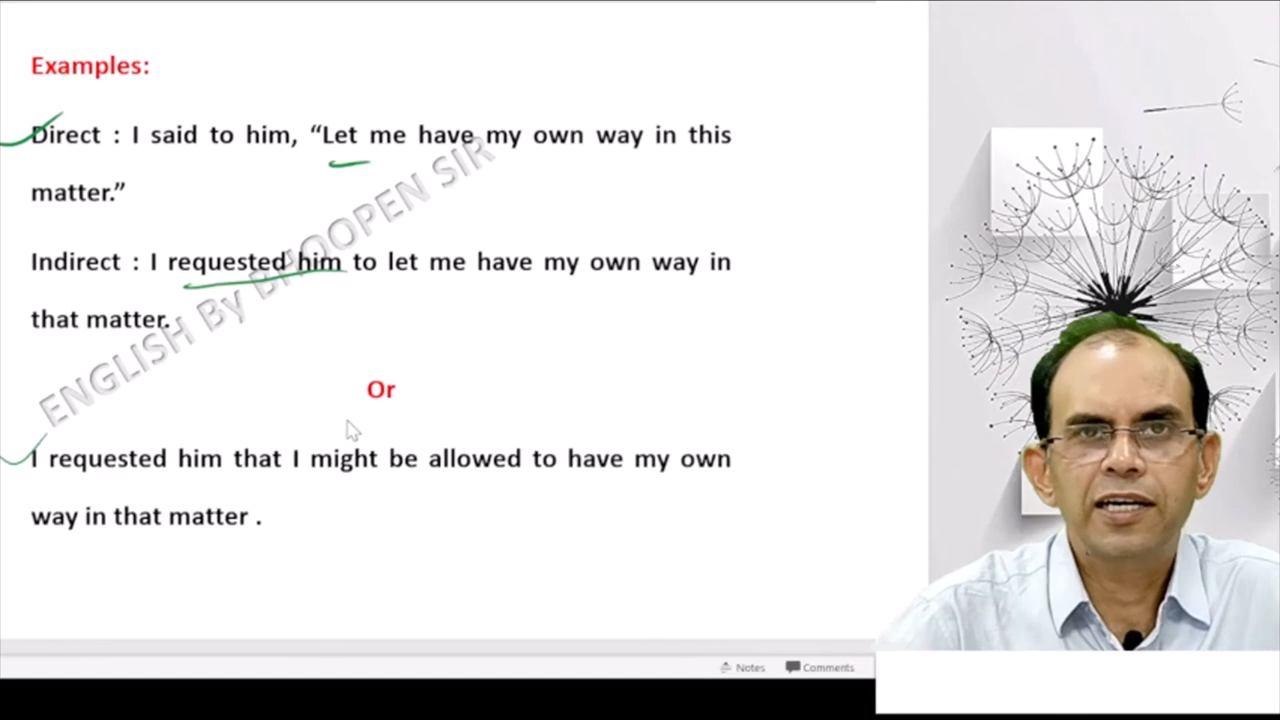 Examples:
Direct : I said to him, “Let me have my own way in this
matter.”
Indirect : I requested him to let me have my own way in
that matter.
Or
I requested him that I might be allowed to have my own
way in that matter .
ENGLISH By BHOOPEN SIR
Notes
Comments